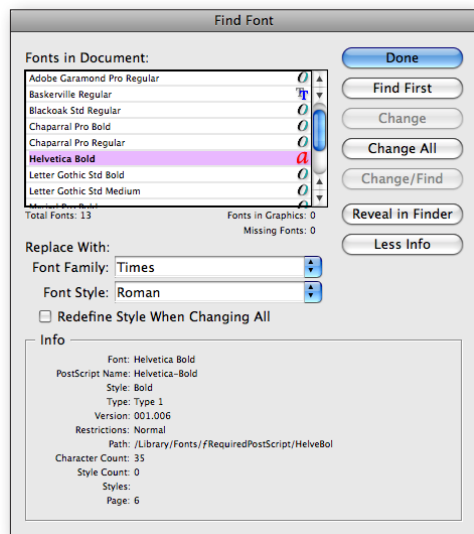 Find Font
Fonts in Document:
Adobe Garamond Pro Regular
Baskerville Regular
Blackoak Std Regular
Chaparral Pro Bold
Chaparral Pro Regular
Helvetica Bold
Letter Gothic Std Bold
Letter Gothic Std Medium
Total Fonts: 13
Fonts in Graphics: 0
Missing Fonts: 0
Done
Find First
Change
Change All
Change/Find
Reveal in Finder
Less Info
Replace With:
Font Family: Times
Font Style: Roman
Redefine Style When Changing All
Info
Font: Helvetica Bold
PostScript Name: Helvetica-Bold
Style: Bold
Type: Type 1
Version: 001.006
Restrictions: Normal
Path: /Library/Fonts/ƒRequiredPostScript/HelveBol
Character Count: 35
Style Count: 0
Styles:
Page: 6